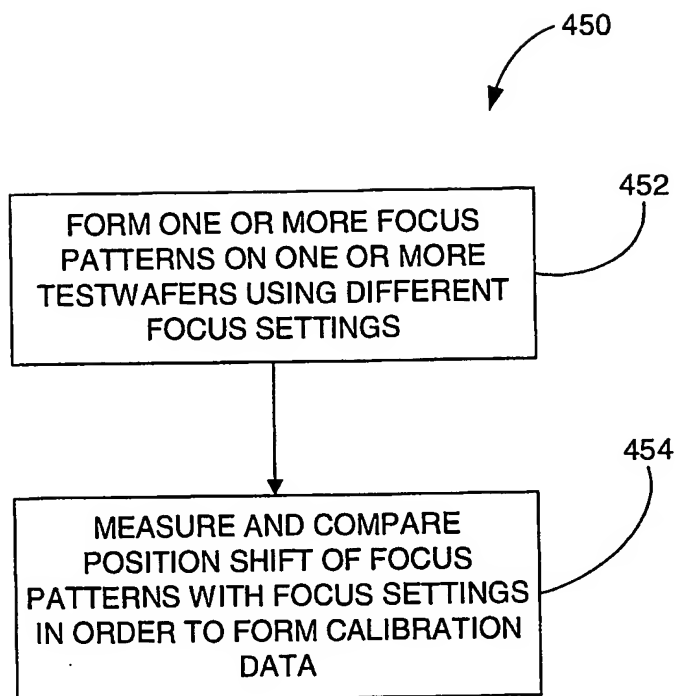 450
452
FORM ONE OR MORE FOCUS
PATTERNS ON ONE OR MORE
TESTWAFERS USING DIFFERENT
FOCUS SETTINGS
454
MEASURE AND COMPARE
POSITION SHIFT OF FOCUS
PATTERNS WITH FOCUS SETTINGS
IN ORDER TO FORM CALIBRATION
DATA